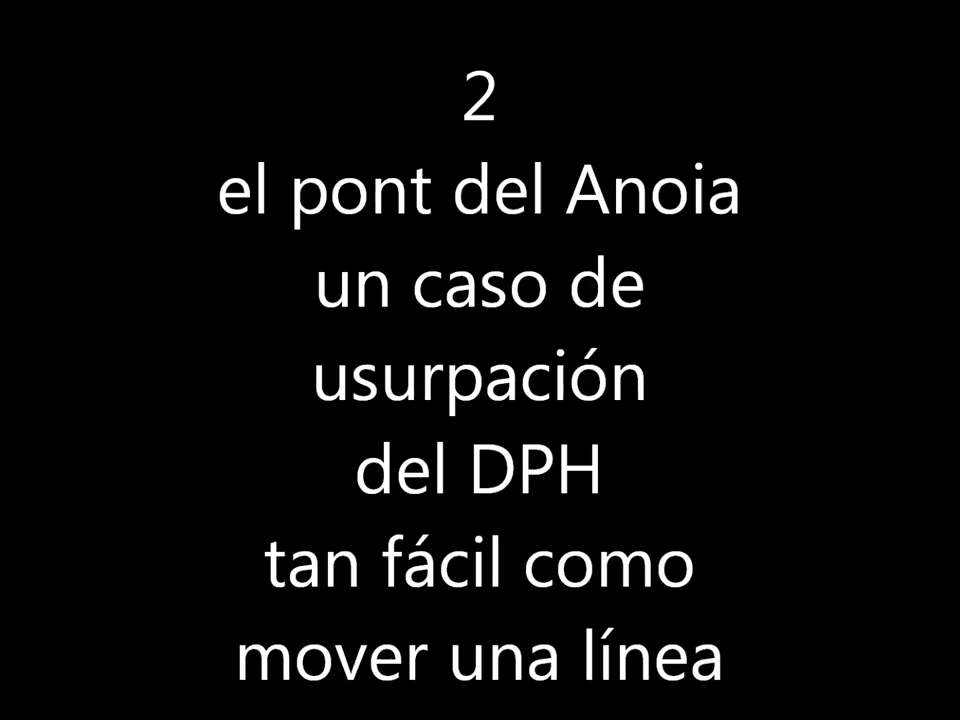 2
el pont del Anoia
un caso de
usurpación
del DPH
tan fácil como
mover una línea